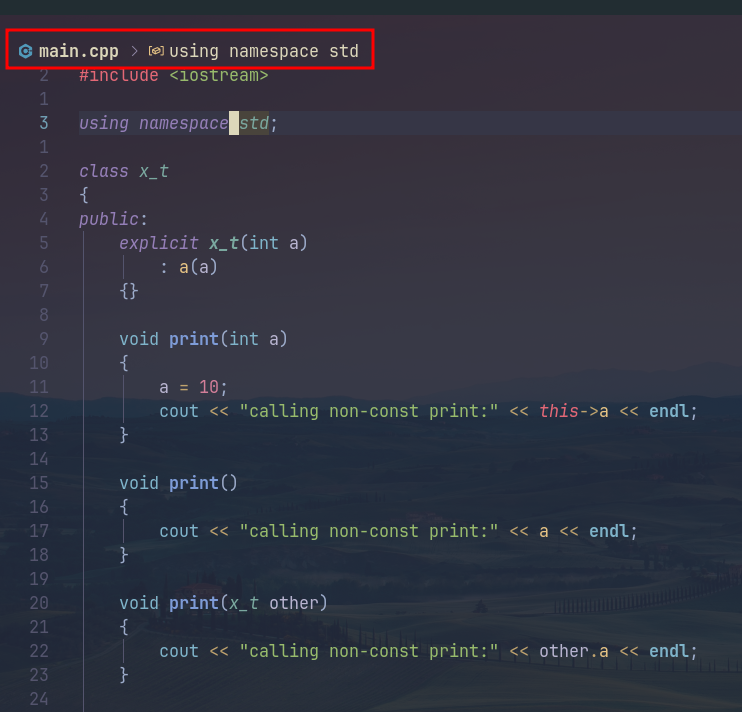 main.cpp > using namespace std
2 #include <iostream>
1
3 using namespace std;
1
2 class x_t
3 {
4 public:
5 explicit x_t(int a)
6 : a(a)
7 {}
8
9 void print(int a)
10 {
11 a = 10;
12 cout << "calling non-const print:" << this->a << endl;
13 }
14
15 void print()
16 {
17 cout << "calling non-const print:" << a << endl;
18 }
19
20 void print(x_t other)
21 {
22 cout << "calling non-const print:" << other.a << endl;
23 }
24